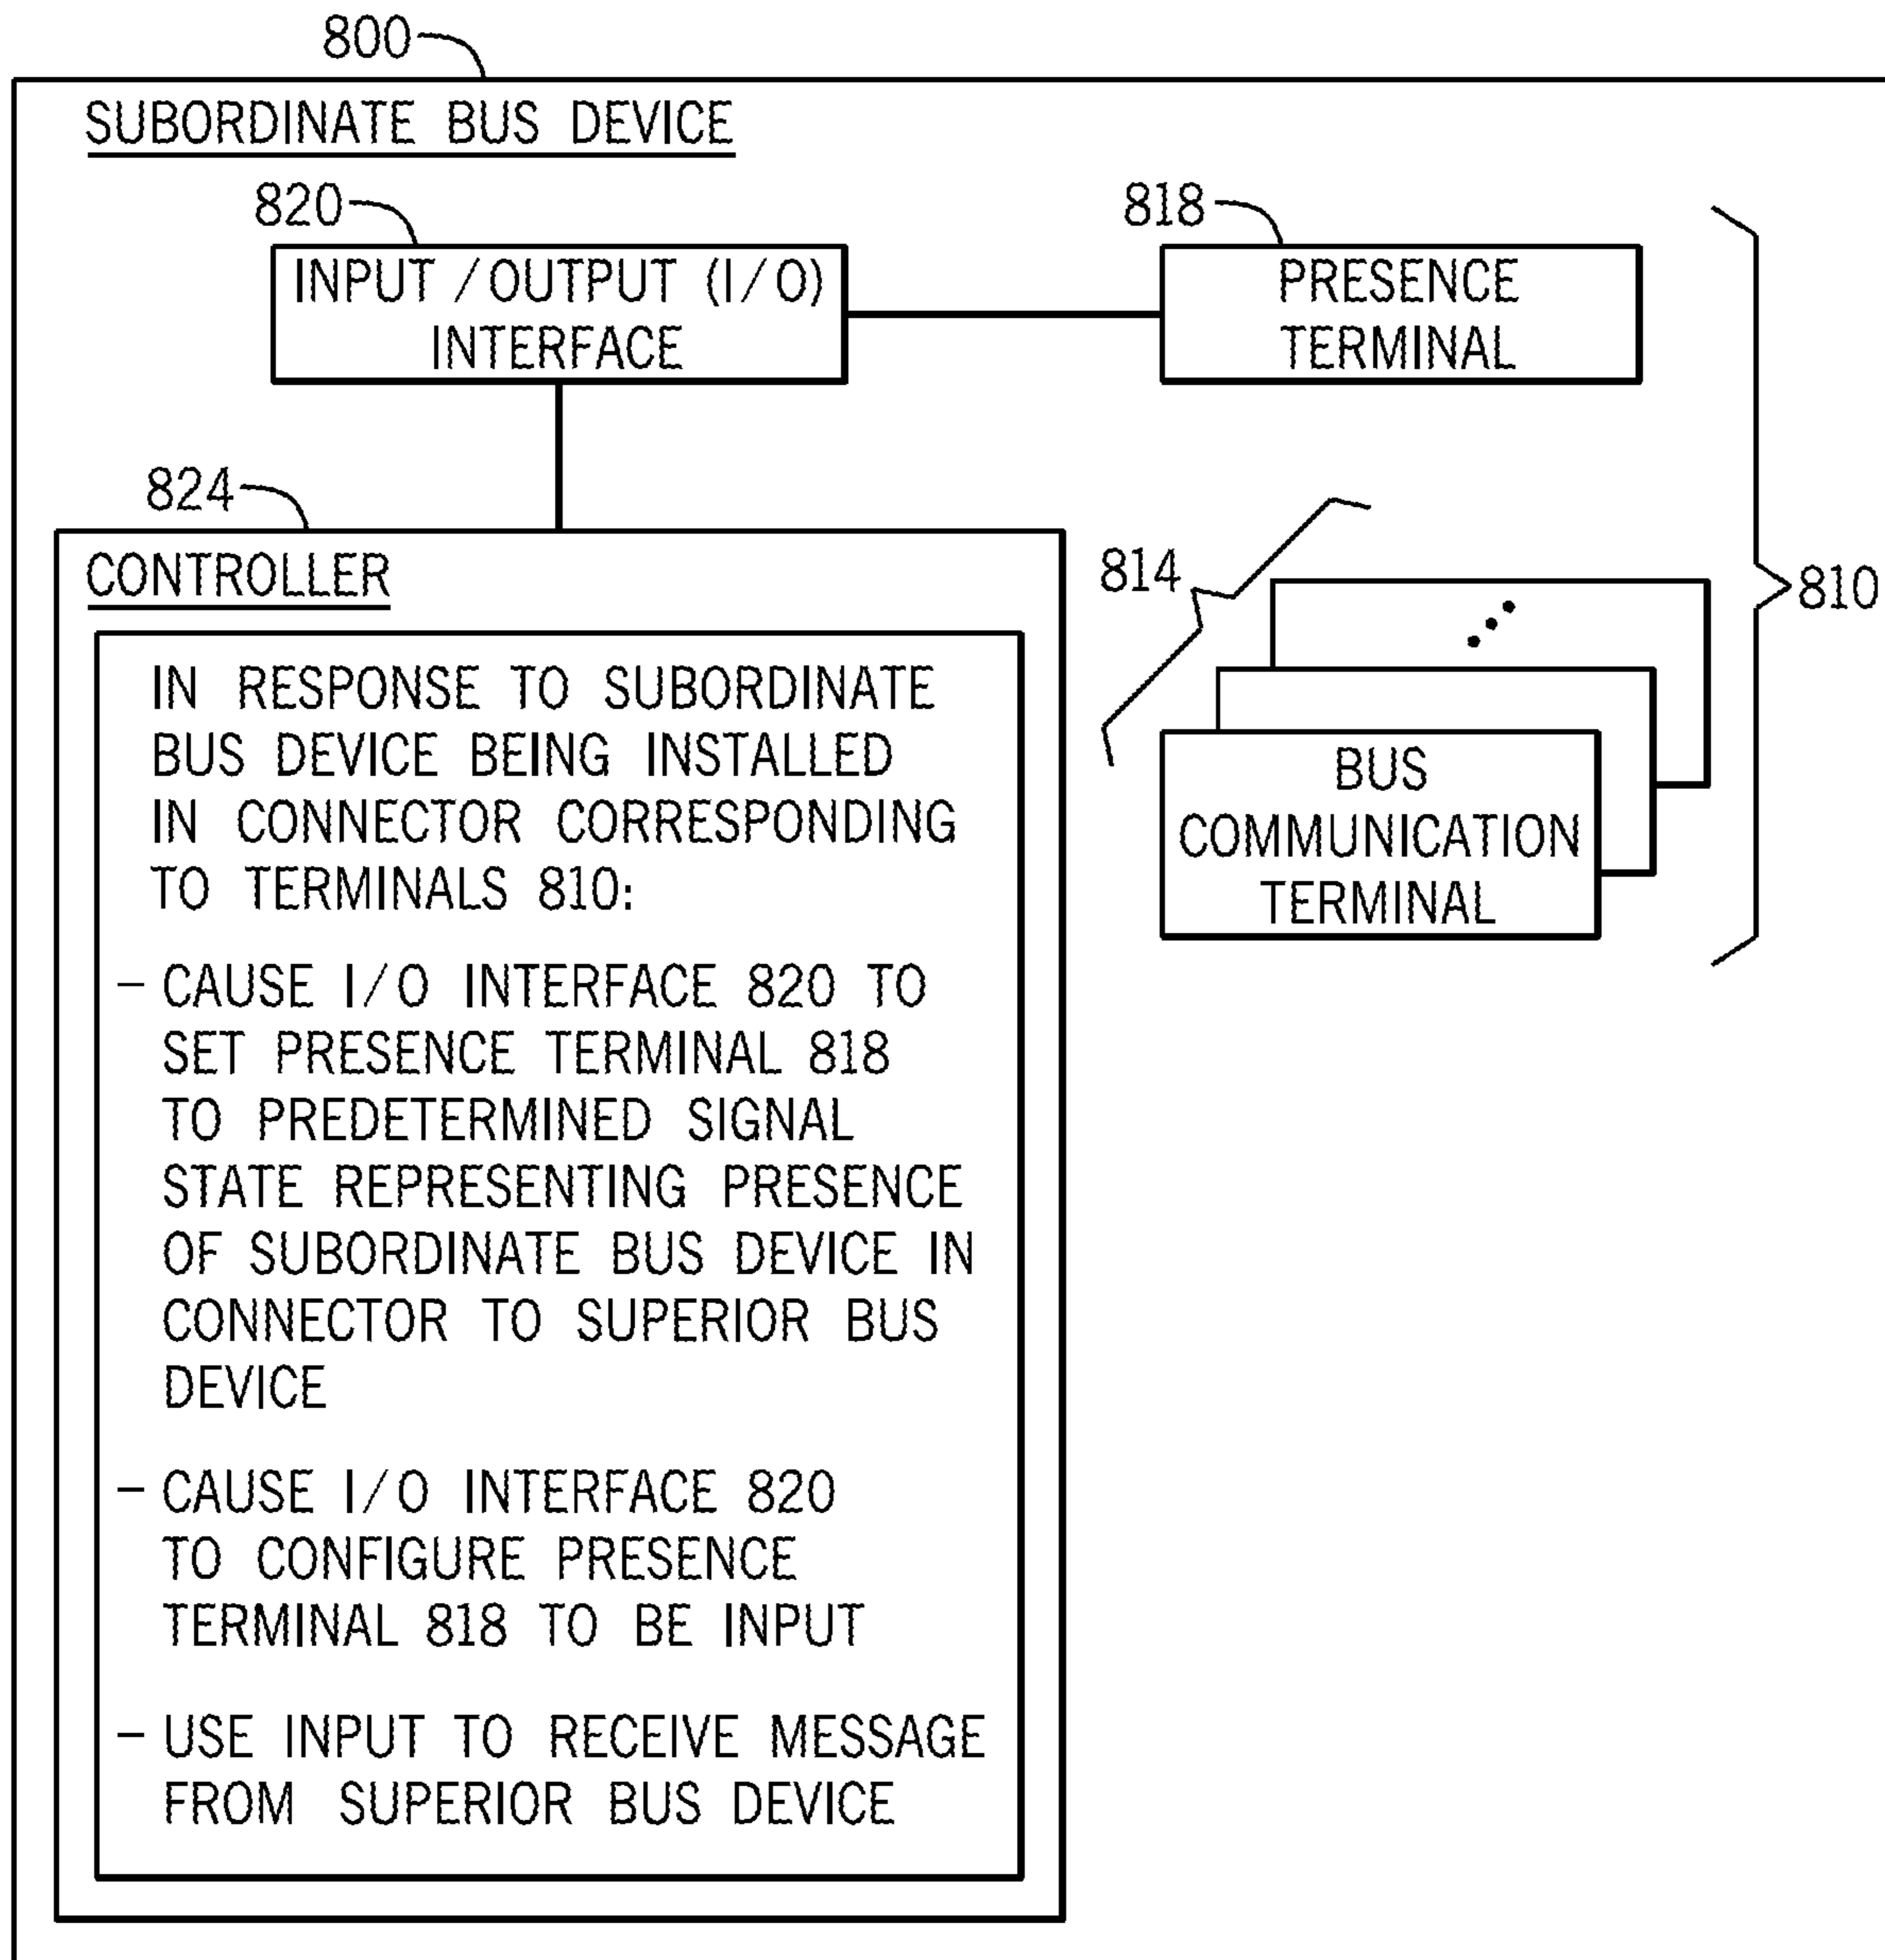 800
SUBORDINATE BUS DEVICE
820
818
INPUT/OUTPUT (I/O)
INTERFACE
PRESENCE
TERMINAL
824
814
810
CONTROLLER
IN RESPONSE TO SUBORDINATE
BUS DEVICE BEING INSTALLED
IN CONNECTOR CORRESPONDING
TO TERMINALS 810:
- CAUSE I/O INTERFACE 820 TO
SET PRESENCE TERMINAL 818
TO PREDETERMINED SIGNAL
STATE REPRESENTING PRESENCE
OF SUBORDINATE BUS DEVICE IN
CONNECTOR TO SUPERIOR BUS
DEVICE
- CAUSE I/O INTERFACE 820
TO CONFIGURE PRESENCE
TERMINAL 818 TO BE INPUT
- USE INPUT TO RECEIVE MESSAGE
FROM SUPERIOR BUS DEVICE
BUS
COMMUNICATION
TERMINAL